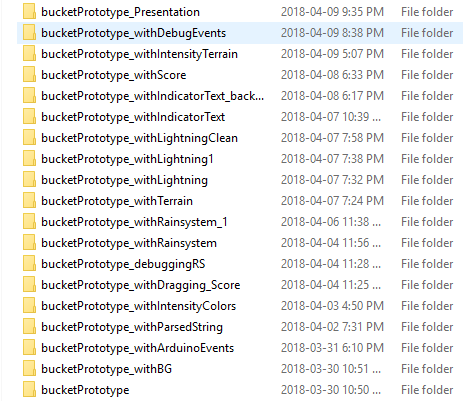 bucketPrototype_Presentation 2018-04-09 9:35 PM File folder
bucketPrototype_withDebugEvents 2018-04-09 8:38 PM File folder
bucketPrototype_withIntensityTerrain 2018-04-09 5:07 PM File folder
bucketPrototype_withScore 2018-04-08 6:33 PM File folder
bucketPrototype_withIndicatorText_back... 2018-04-08 6:17 PM File folder
bucketPrototype_withIndicatorText 2018-04-07 10:39 ... File folder
bucketPrototype_withLightningClean 2018-04-07 7:58 PM File folder
bucketPrototype_withLightning1 2018-04-07 7:38 PM File folder
bucketPrototype_withLightning 2018-04-07 7:32 PM File folder
bucketPrototype_withTerrain 2018-04-07 7:24 PM File folder
bucketPrototype_withRainsystem_1 2018-04-06 11:38 ... File folder
bucketPrototype_withRainsystem 2018-04-04 11:56 ... File folder
bucketPrototype_debuggingRS 2018-04-04 11:28 ... File folder
bucketPrototype_withDragging_Score 2018-04-04 11:25 ... File folder
bucketPrototype_withIntensityColors 2018-04-03 4:50 PM File folder
bucketPrototype_withParsedString 2018-04-02 7:31 PM File folder
bucketPrototype_withArduinoEvents 2018-03-31 6:10 PM File folder
bucketPrototype_withBG 2018-03-30 10:51 ... File folder
bucketPrototype 2018-03-30 10:50 ... File folder